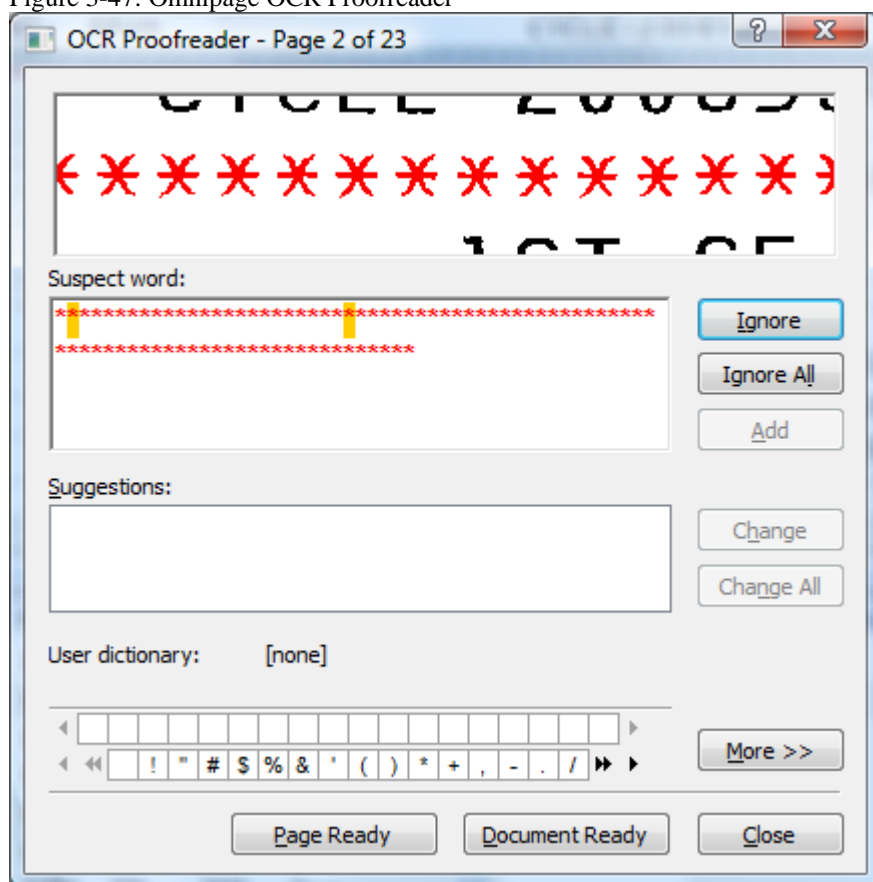 Figure 3-47: Omnipage OCR Proofreader
OCR Proofreader - Page 2 of 23
CYCLE
* * * * * * * * * * * * * *
Suspect word:
**************************************************
******************************
Ignore
Ignore All
Add
Suggestions:
Change
Change All
User dictionary: [none]
! " # $ % & ' ( ) * + , - . /
More >>
Page Ready Document Ready Close